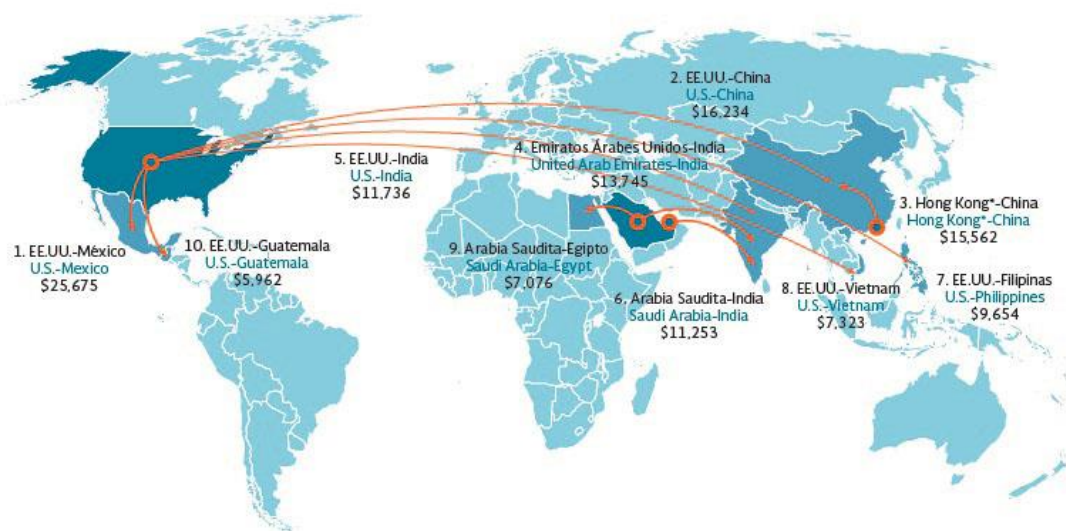 1. EE.UU.-México
U.S.-Mexico
$25,675
2. EE.UU.-China
U.S.-China
$16,234
3. Hong Kong*-China
Hong Kong*-China
$15,562
4. Emiratos Árabes Unidos-India
United Arab Emirates-India
$13,745
5. EE.UU.-India
U.S.-India
$11,736
6. Arabia Saudita-India
Saudi Arabia-India
$11,253
7. EE.UU.-Filipinas
U.S.-Philippines
$9,654
8. EE.UU.-Vietnam
U.S.-Vietnam
$7,323
9. Arabia Saudita-Egipto
Saudi Arabia-Egypt
$7,076
10. EE.UU.-Guatemala
U.S.-Guatemala
$5,962